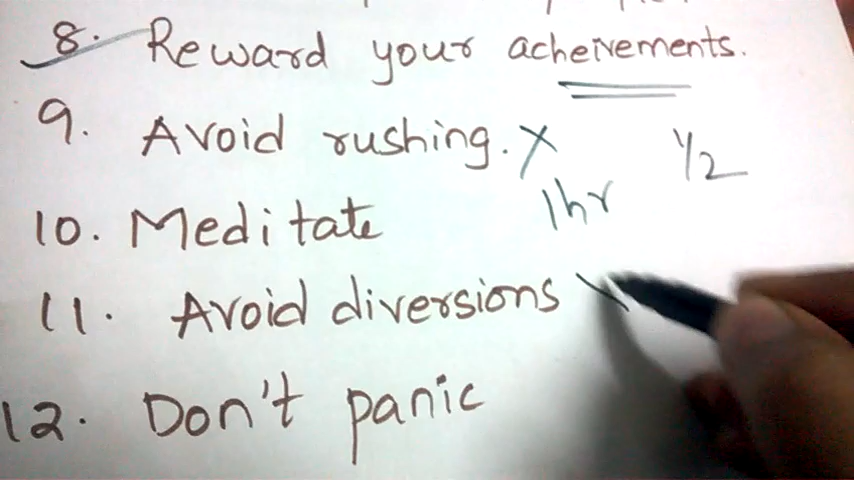 8. Reward your acheivements.
9. Avoid rushing. X 1/2
1hr
10. Meditate
11. Avoid diversions
12. Don't panic